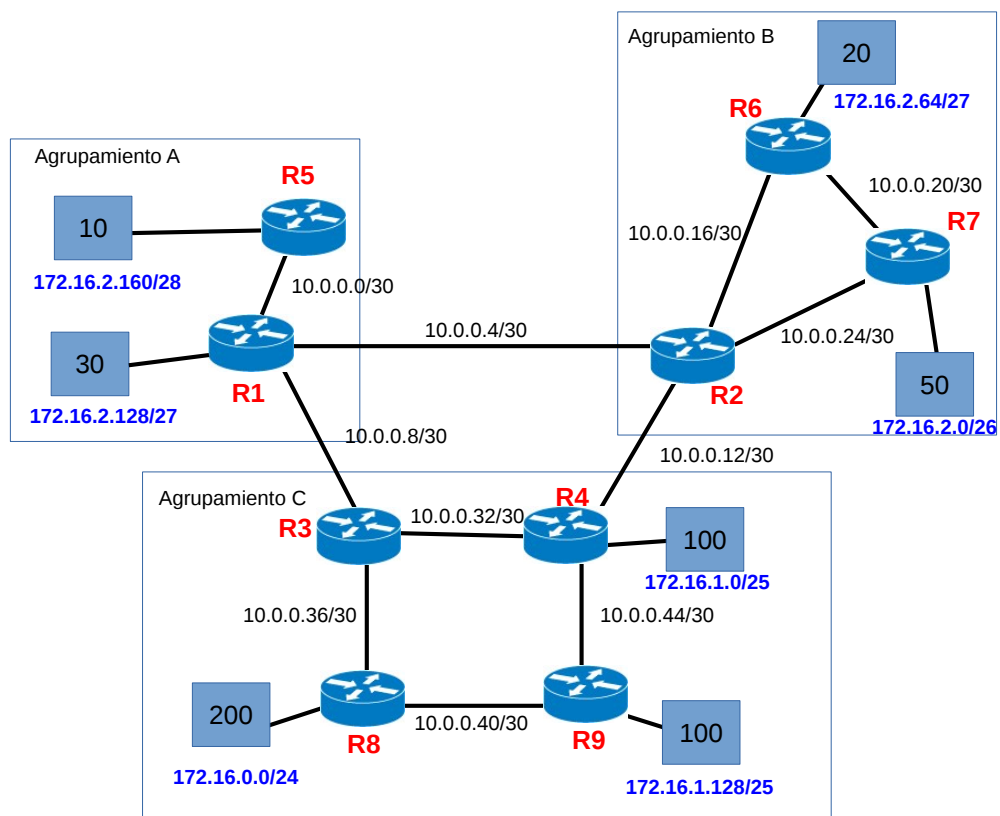 Agrupamiento B
20
172.16.2.64/27
R6
10.0.0.20/30
R7
10.0.0.16/30
10.0.0.24/30
R2
50
172.16.2.0/26
Agrupamiento A
R5
10
172.16.2.160/28
10.0.0.0/30
10.0.0.4/30
30
R1
172.16.2.128/27
10.0.0.8/30
10.0.0.12/30
Agrupamiento C
R4
R3
10.0.0.32/30
100
172.16.1.0/25
10.0.0.36/30
10.0.0.44/30
200
R8
10.0.0.40/30
R9
100
172.16.0.0/24
172.16.1.128/25